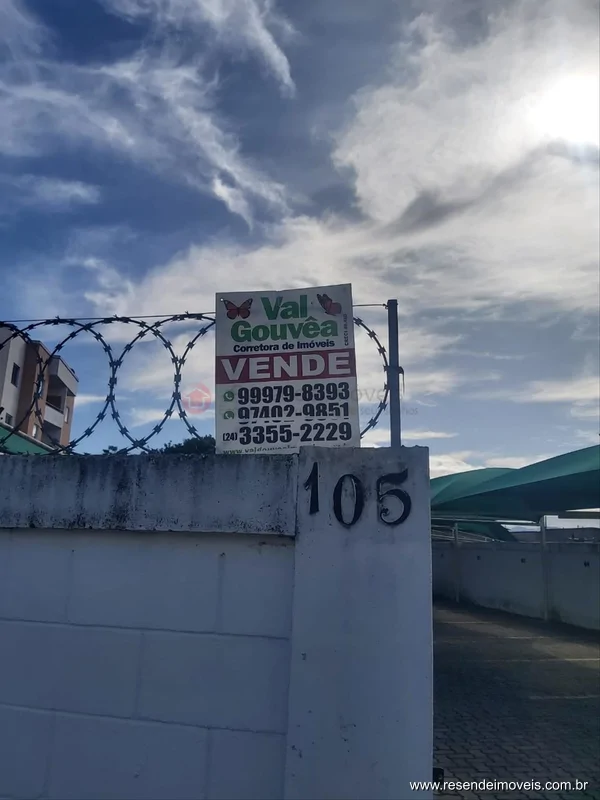 Val
Gouvêa
Corretora de Imóveis
VENDE
99979-8393
97402-9851
(24) 3355-2229
105
www.resendeimoveis.com.br